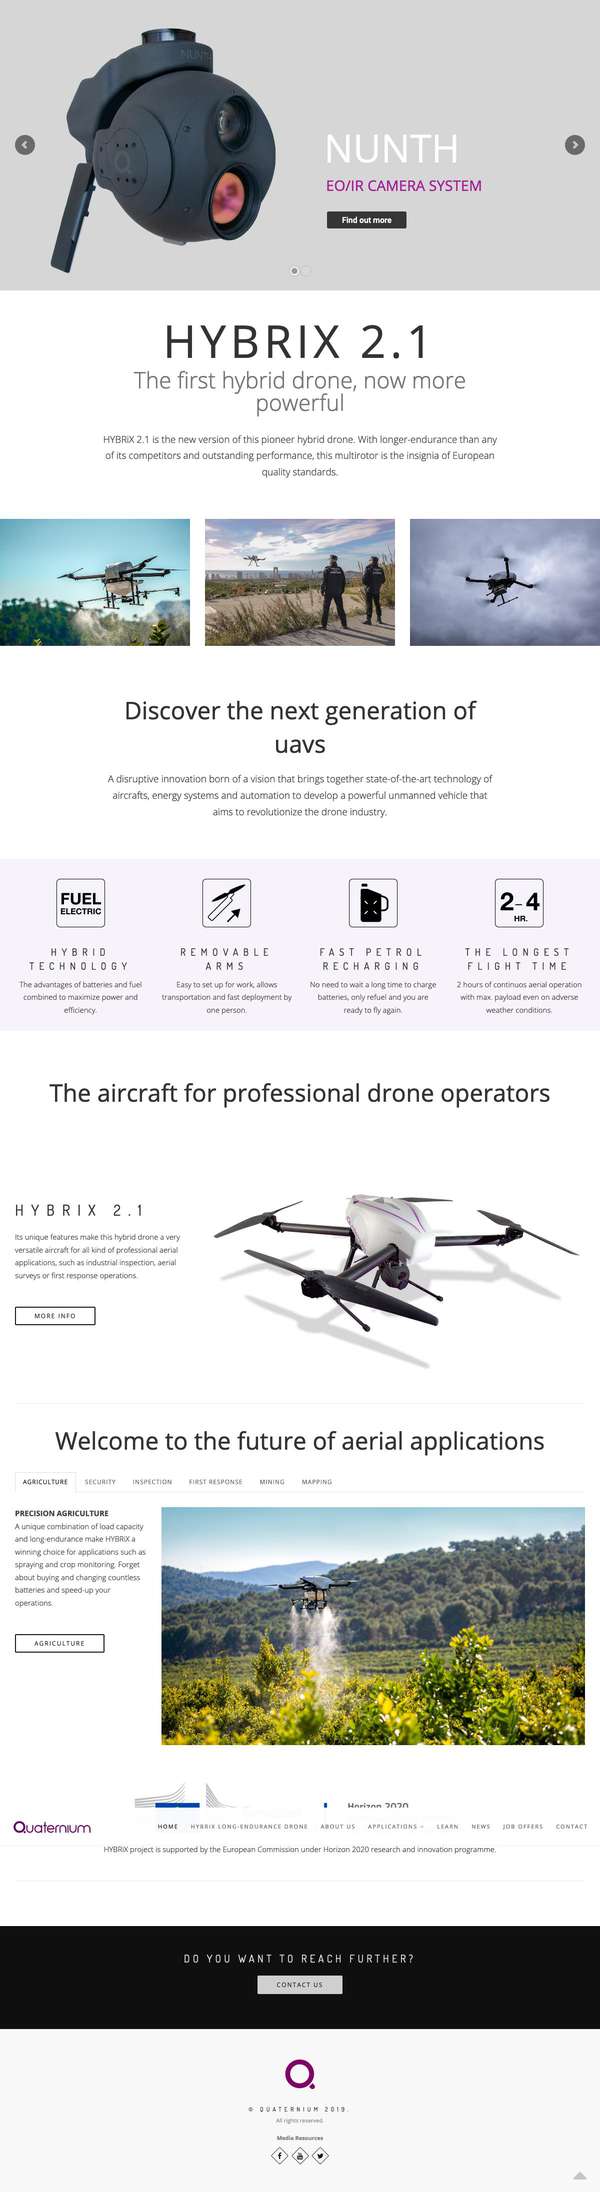 NUNTH
NUNTH
EO/IR CAMERA SYSTEM
Find out more
HYBRIX 2.1
The first hybrid drone, now more
powerful
HYBRiX 2.1 is the new version of this pioneer hybrid drone. With longer-endurance than any
of its competitors and outstanding performance, this multirotor is the insignia of European
quality standards.
Discover the next generation of
uavs
A disruptive innovation born of a vision that brings together state-of-the-art technology of
aircrafts, energy systems and automation to develop a powerful unmanned vehicle that
aims to revolutionize the drone industry.
FUEL
ELECTRIC
2-4
HR.
HYBRID
TECHNOLOGY
The advantages of batteries and fuel
combined to maximize power and
efficiency.
REMOVABLE
ARMS
Easy to set up for work, allows
transportation and fast deployment by
one person.
FAST PETROL
RECHARGING
No need to wait a long time to charge
batteries, only refuel and you are
ready to fly again.
THE LONGEST
FLIGHT TIME
2 hours of continuos aerial operation
with max. payload even on adverse
weather conditions.
The aircraft for professional drone operators
HYBRIX 2.1
Its unique features make this hybrid drone a very
versatile aircraft for all kind of professional aerial
applications, such as industrial inspection, aerial
surveys or first response operations.
MORE INFO
Welcome to the future of aerial applications
AGRICULTURE SECURITY INSPECTION FIRST RESPONSE MINING MAPPING
PRECISION AGRICULTURE
A unique combination of load capacity
and long-endurance make HYBRiX a
winning choice for applications such as
spraying and crop monitoring. Forget
about buying and changing countless
batteries and speed-up your
operations.
AGRICULTURE
Horizon 2020
Quaternium
HOME HYBRIX LONG-ENDURANCE DRONE ABOUT US APPLICATIONS LEARN NEWS JOB OFFERS CONTACT
HYBRiX project is supported by the European Commission under Horizon 2020 research and innovation programme.
DO YOU WANT TO REACH FURTHER?
CONTACT US
© QUATERNIUM 2019.
All rights reserved.
Media Resources